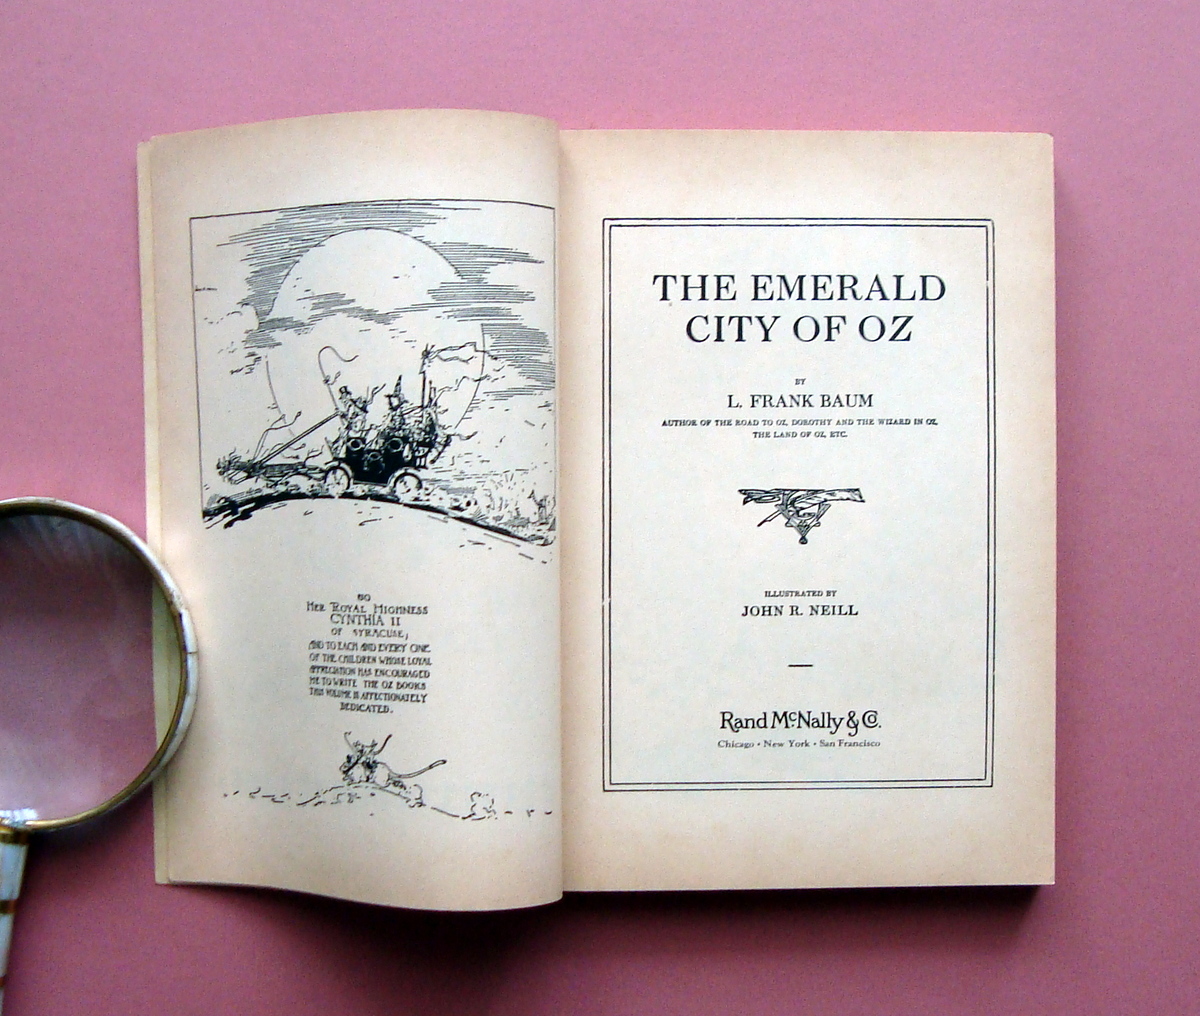 TO
HER ROYAL HIGHNESS
CYNTHIA II
OF SYRACUSE;
AND TO EACH AND EVERY ONE
OF THE CHILDREN WHOSE LOYAL
APPRECIATION HAS ENCOURAGED
ME TO WRITE THE OZ BOOKS
THIS VOLUME IS AFFECTIONATELY
DEDICATED.
THE EMERALD
CITY OF OZ
BY
L. FRANK BAUM
AUTHOR OF THE ROAD TO OZ, DOROTHY AND THE WIZARD IN OZ,
THE LAND OF OZ, ETC.
ILLUSTRATED BY
JOHN R. NEILL
Rand McNally & Co.
Chicago • New York • San Francisco